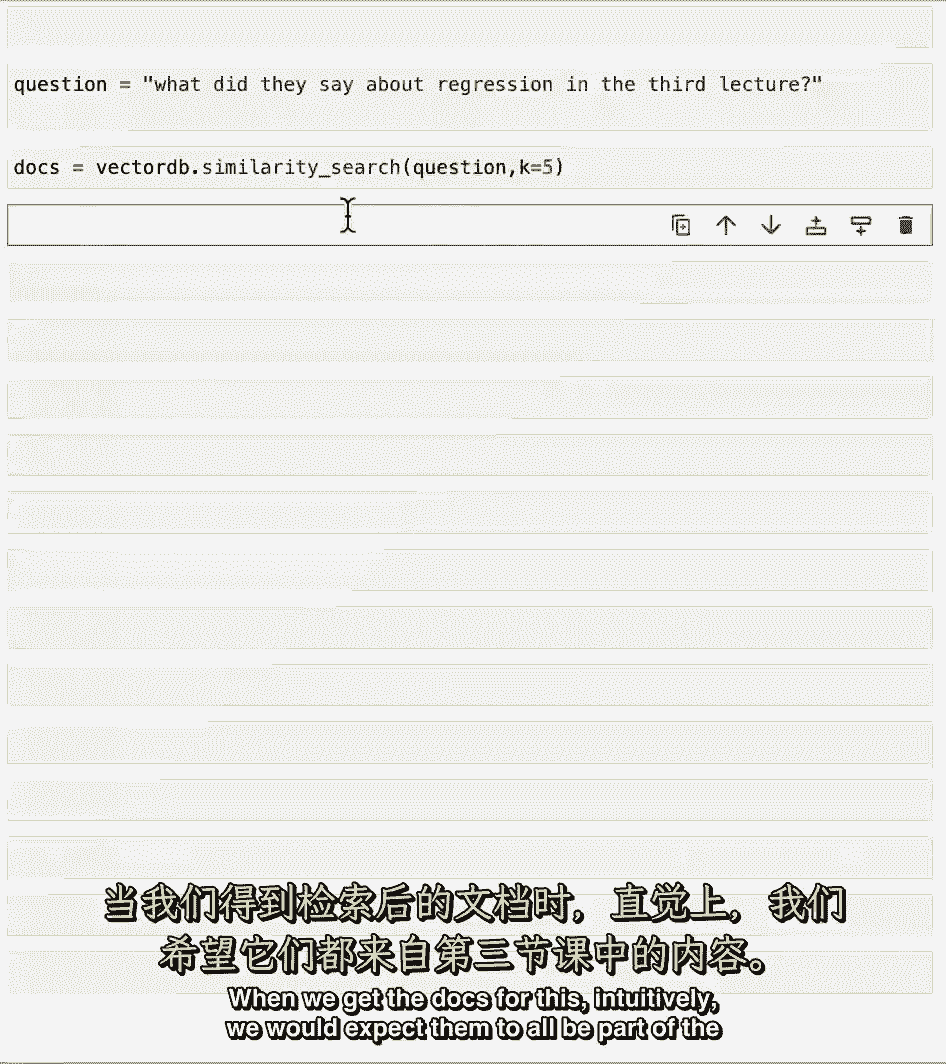 question = "what did they say about regression in the third lecture?"
docs = vectordb.similarity_search(question,k=5)
当我们得到检索后的文档时，直觉上，我们
希望它们都来自第三节课中的内容。
When we get the docs for this, intuitively,
we would expect them to all be part of the